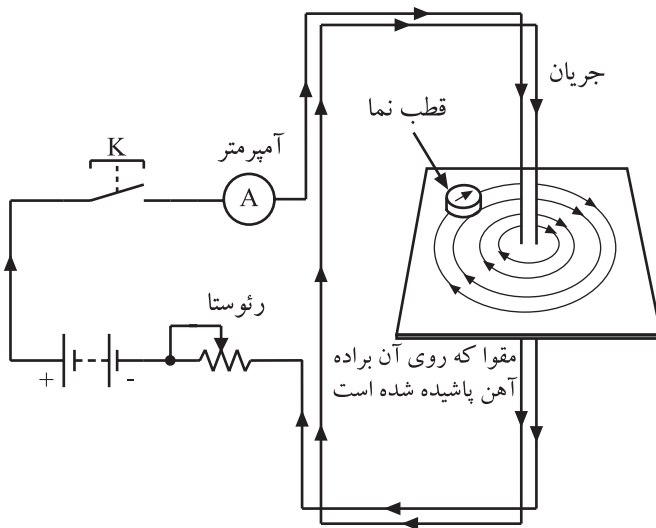 جریان
قطب نما
K
آمپرمتر
A
رئوستا
+
-
مقوا که روی آن براده
آهن پاشیده شده است